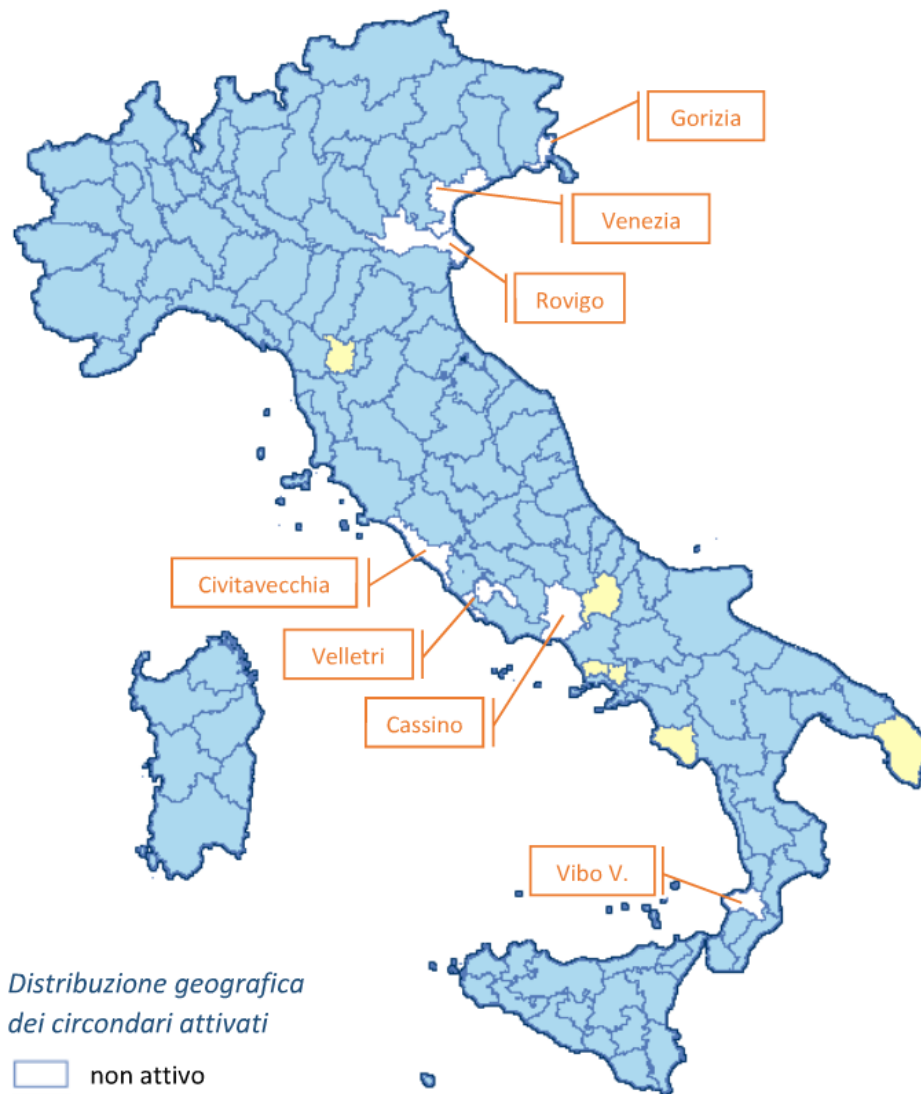 Gorizia
Venezia
Rovigo
Civitavecchia
Velletri
Cassino
Vibo V.
Distribuzione geografica
dei circondari attivati
non attivo